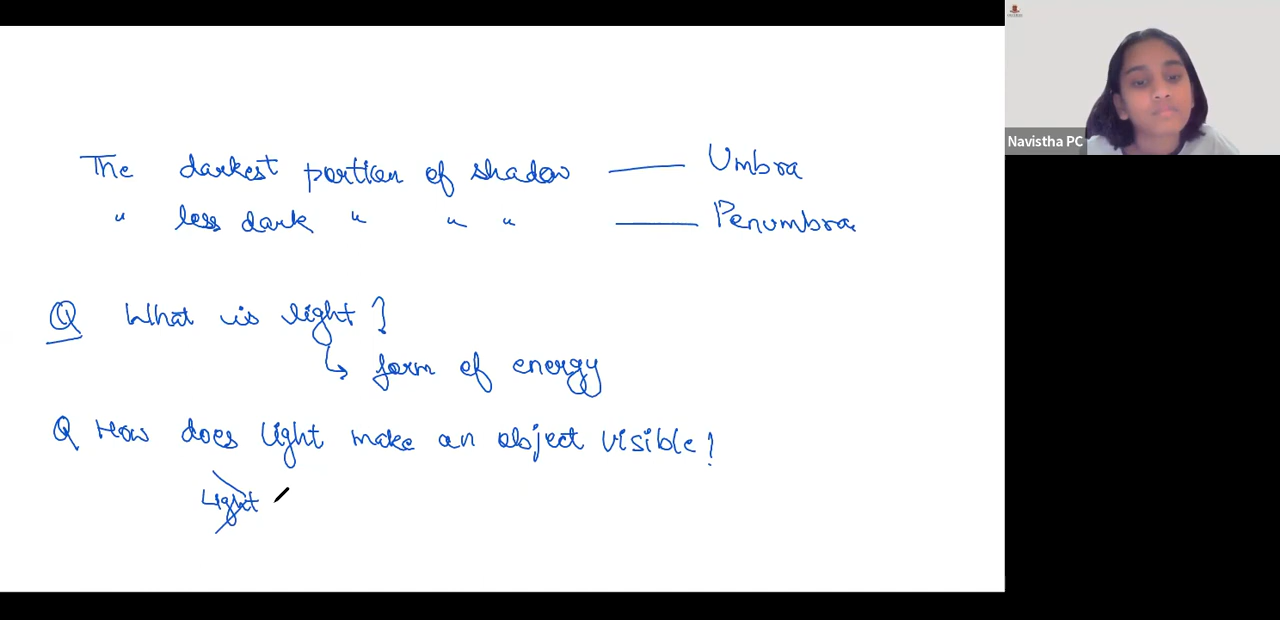 The darkest portion of shadow —— Umbra
" less dark " " " —— Penumbra
Q What is light?
↳ form of energy
Q How does light make an object visible?
Light
Navistha PC